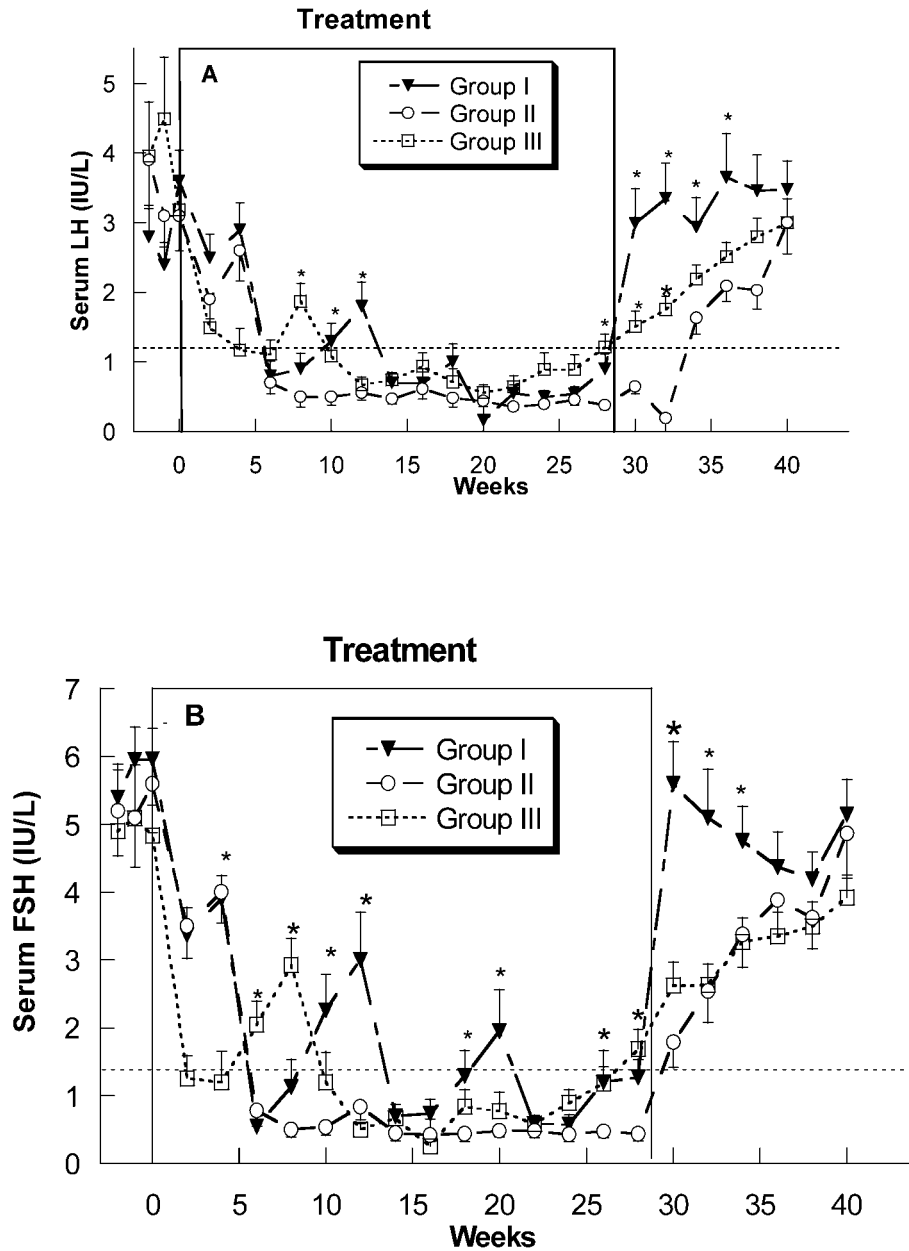 Treatment
A
Group I
Group II
Group III
Serum LH (IU/L)
5
4
3
2
1
0
0 5 10 15 20 25 30 35 40
Weeks
* * * * * * * * * * *
Treatment
B
Group I
Group II
Group III
Serum FSH (IU/L)
7
6
5
4
3
2
1
0
* * * * * * * * * * * *
0 5 10 15 20 25 30 35 40
Weeks